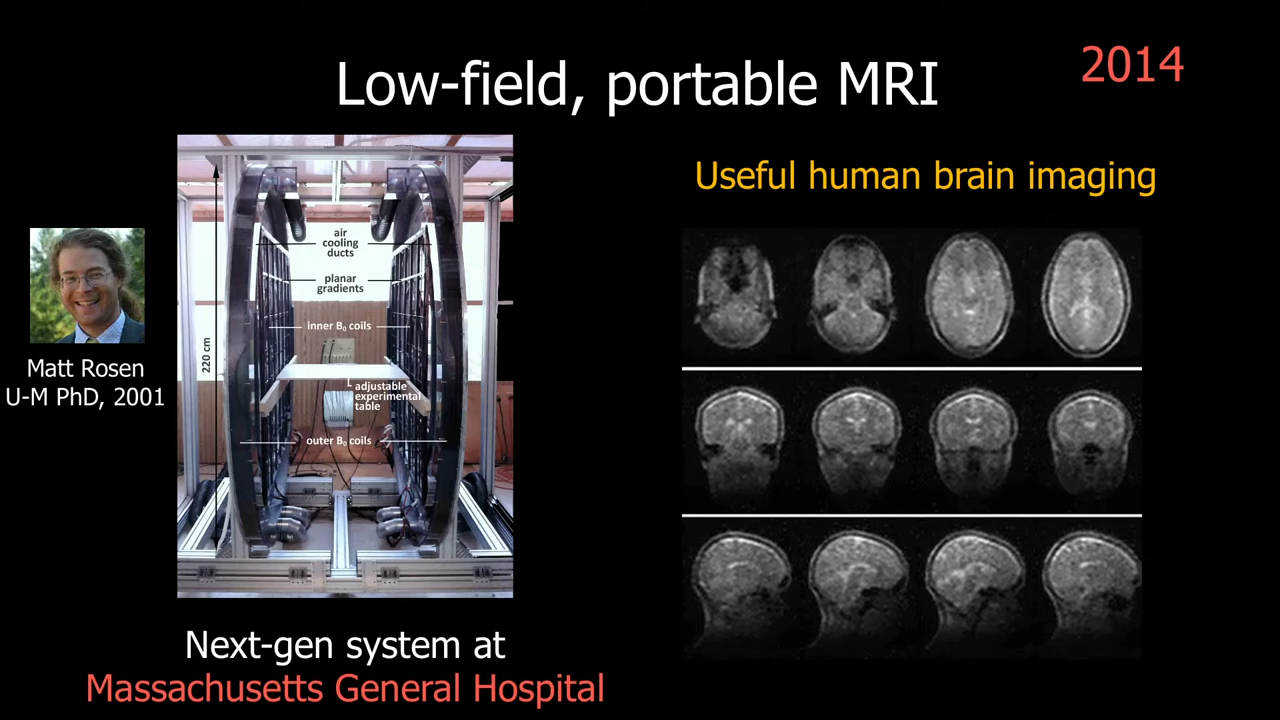 Low-field, portable MRI
2014
Useful human brain imaging
Matt Rosen
U-M PhD, 2001
220 cm
air
cooling
ducts
planar
gradients
inner B₀ coils
adjustable
experimental
table
outer B₀ coils
Next-gen system at
Massachusetts General Hospital